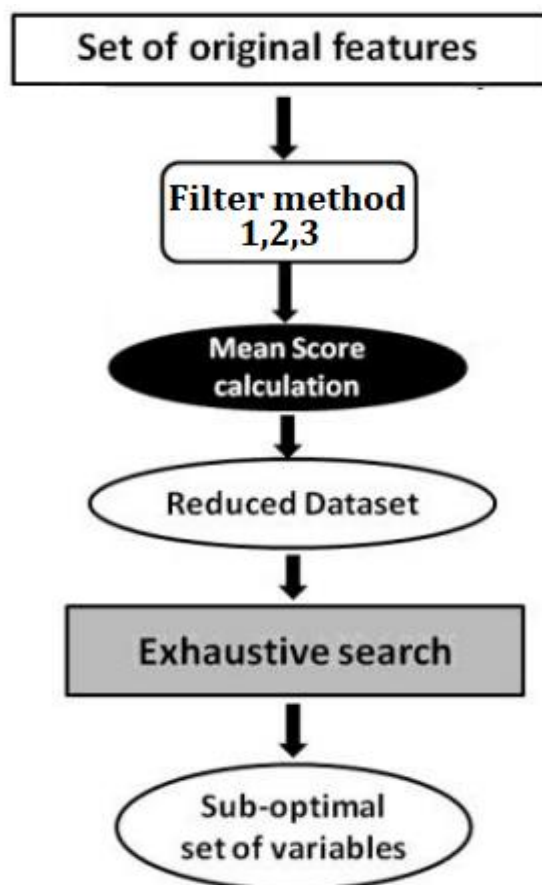 Set of original features
Filter method
1,2,3
Mean Score
calculation
Reduced Dataset
Exhaustive search
Sub-optimal
set of variables